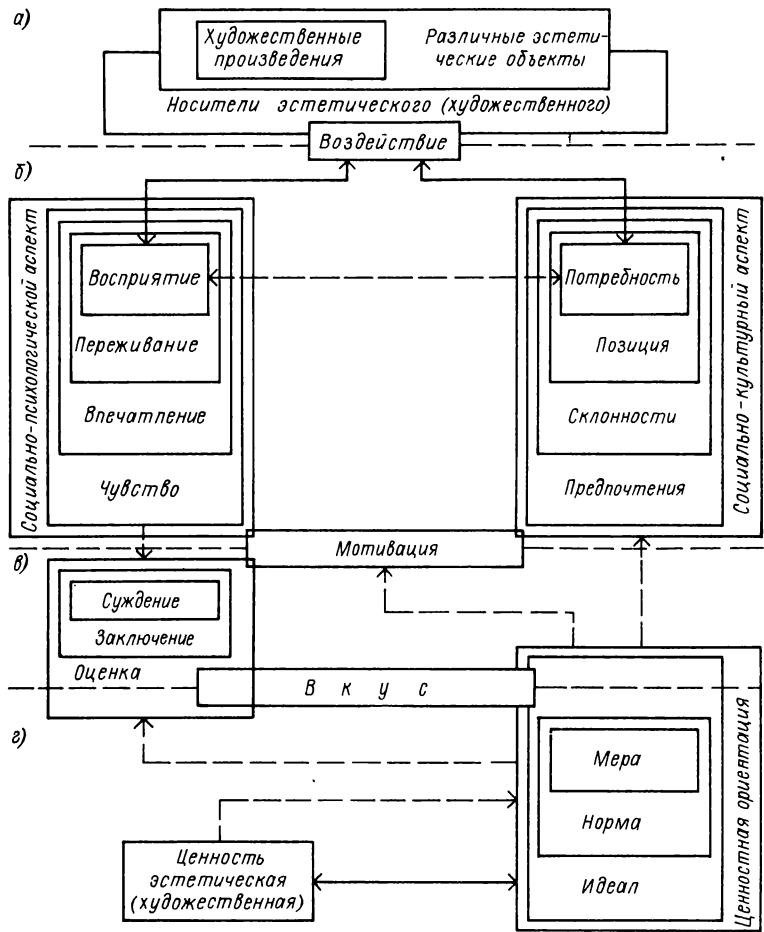 а)
Художественные
произведения
Различные эстети-
ческие объекты
Носители эстетического (художественного)
Воздействие
б)
Социально-психологический аспект
Восприятие
Переживание
Впечатление
Чувство
Потребность
Позиция
Склонности
Предпочтения
Социально-культурный аспект
Мотивация
в)
Суждение
Заключение
Оценка
Вкус
г)
Мера
Норма
Идеал
Ценностная ориентация
Ценность
эстетическая
(художественная)